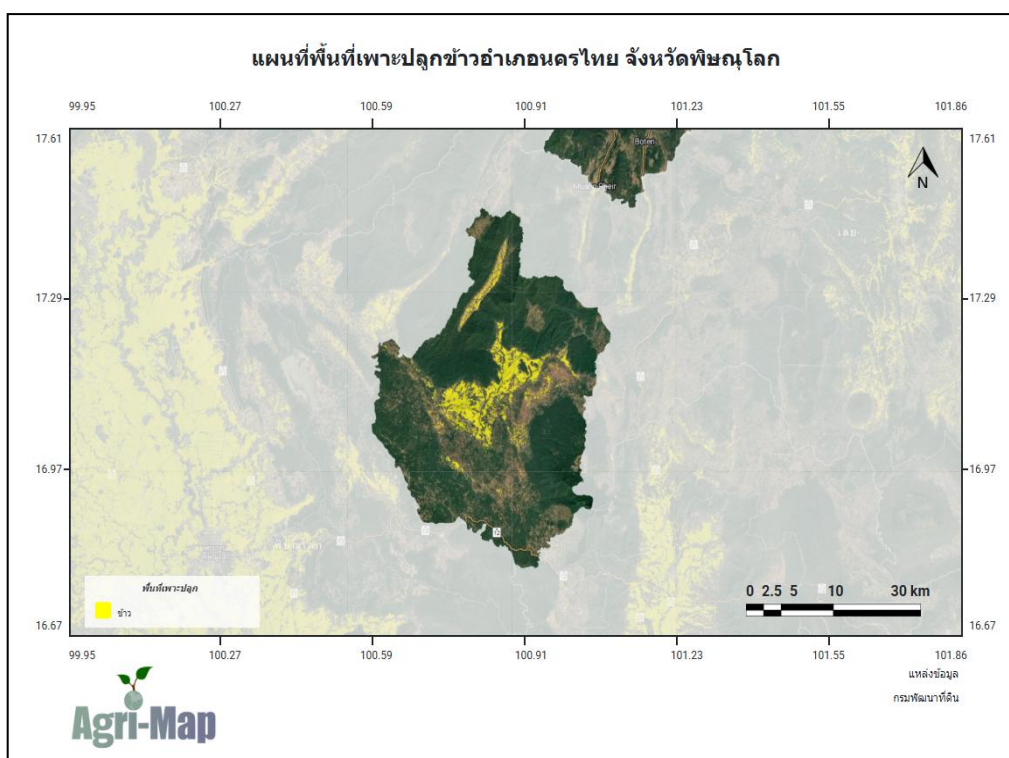 แผนที่พื้นที่เพาะปลูกข้าวอำเภอนครไทย จังหวัดพิษณุโลก
99.95 100.27 100.59 100.91 101.23 101.55 101.86
17.61 17.61
Boten
N
17.29 17.29
16.97 16.97
12
พื้นที่เพาะปลูก
ข้าว
0 2.5 5 10 30 km
16.67 16.67
99.95 100.27 100.59 100.91 101.23 101.55 101.86
แหล่งข้อมูล
กรมพัฒนาที่ดิน
Agri-Map